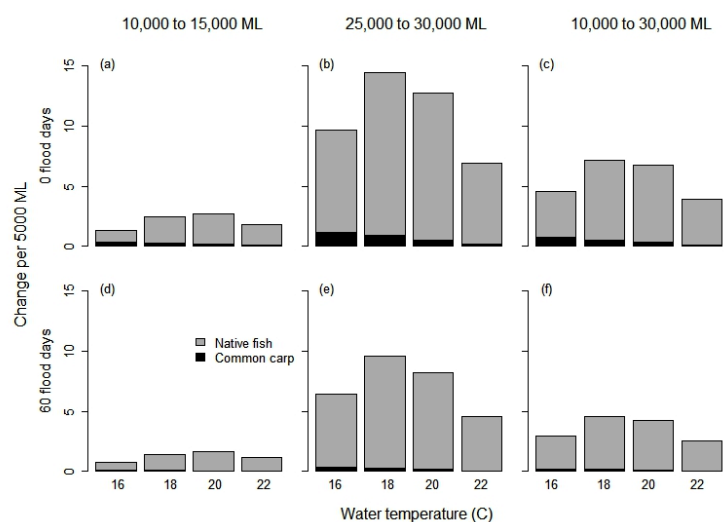 10,000 to 15,000 ML 25,000 to 30,000 ML 10,000 to 30,000 ML
Change per 5000 ML
0 flood days
15
10
5
0
(a) (b) (c)
60 flood days
15
10
5
0
(d) (e) (f)
Native fish
Common carp
16 18 20 22 16 18 20 22 16 18 20 22
Water temperature (C)